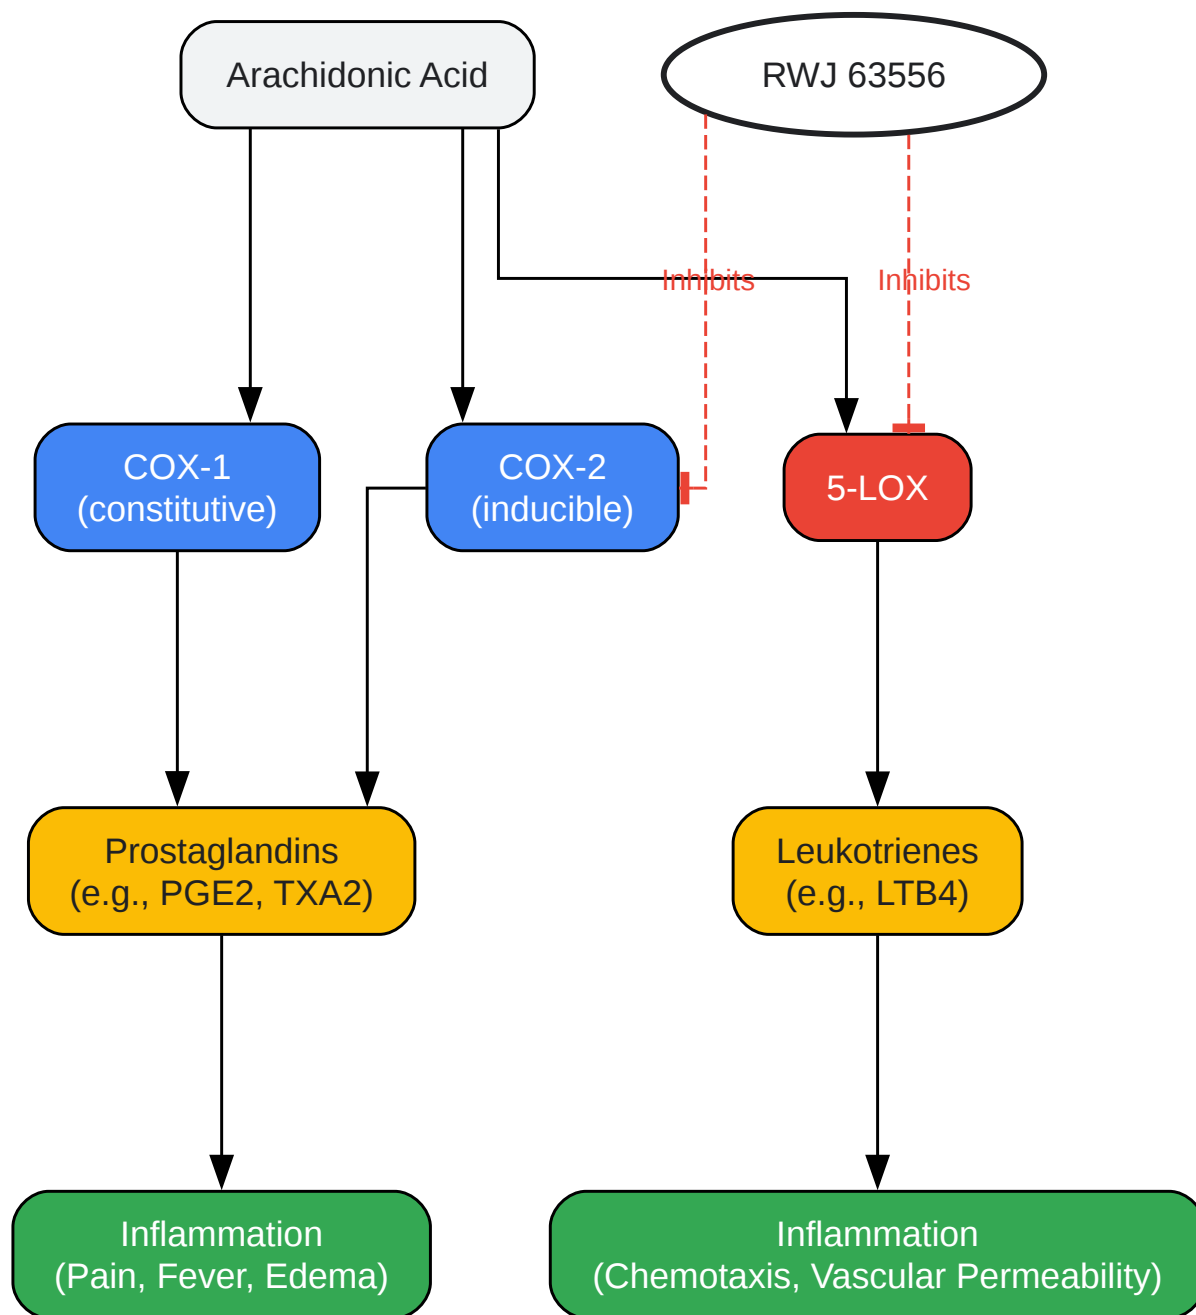 Arachidonic Acid
RWJ 63556
Inhibits
Inhibits
COX-1
(constitutive)
COX-2
(inducible)
5-LOX
Prostaglandins
(e.g., PGE2, TXA2)
Leukotrienes
(e.g., LTB4)
Inflammation
(Pain, Fever, Edema)
Inflammation
(Chemotaxis, Vascular Permeability)